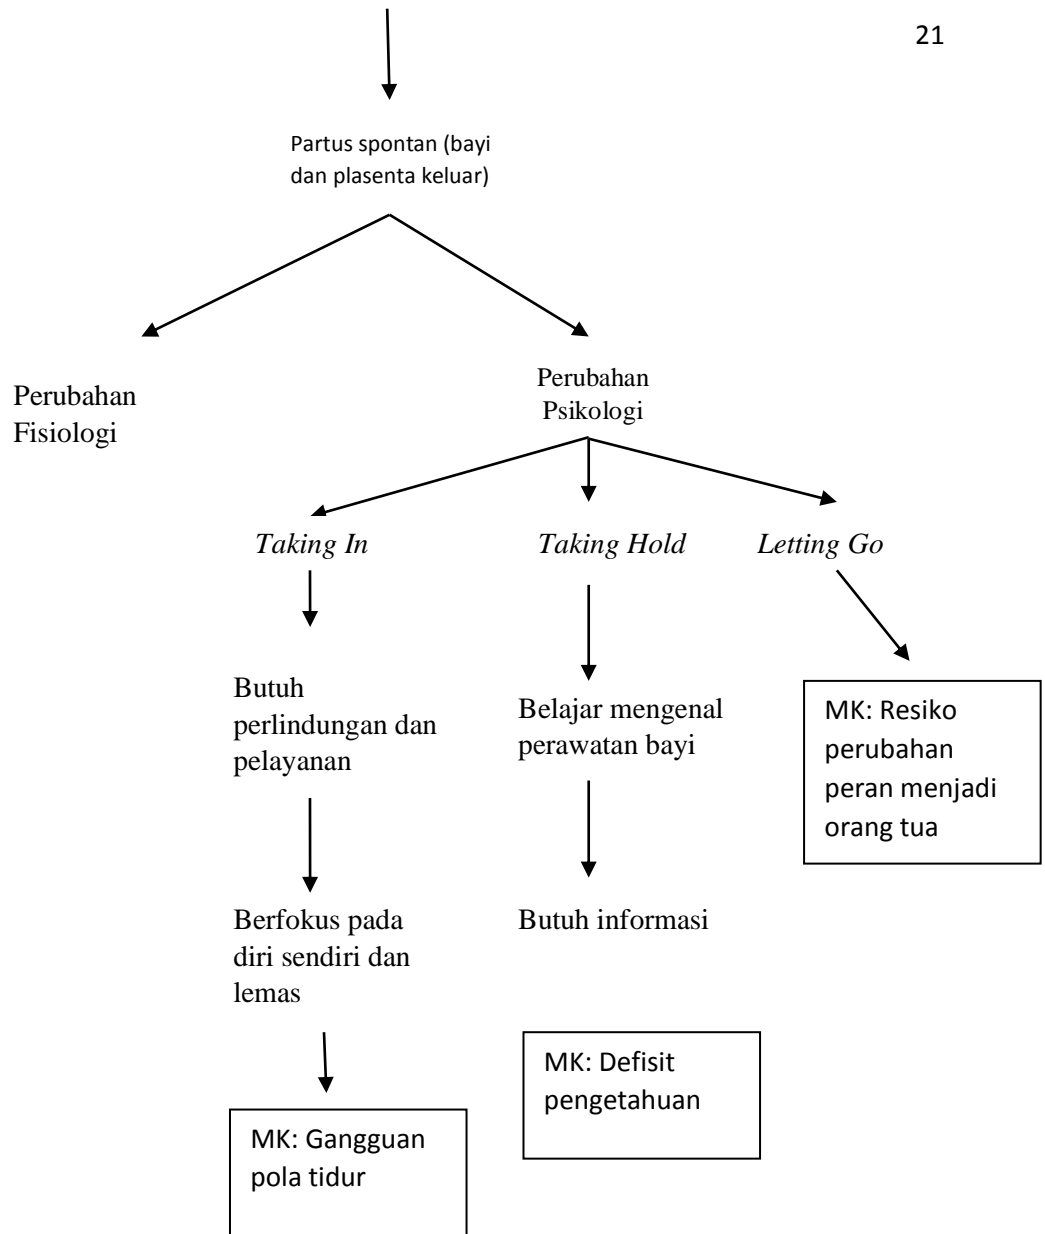 21
Partus spontan (bayi
dan plasenta keluar)
Perubahan
Fisiologi
Perubahan
Psikologi
Taking In
Taking Hold
Letting Go
Butuh
perlindungan dan
pelayanan
Belajar mengenal
perawatan bayi
MK: Resiko
perubahan
peran menjadi
orang tua
Berfokus pada
diri sendiri dan
lemas
Butuh informasi
MK: Defisit
pengetahuan
MK: Gangguan
pola tidur